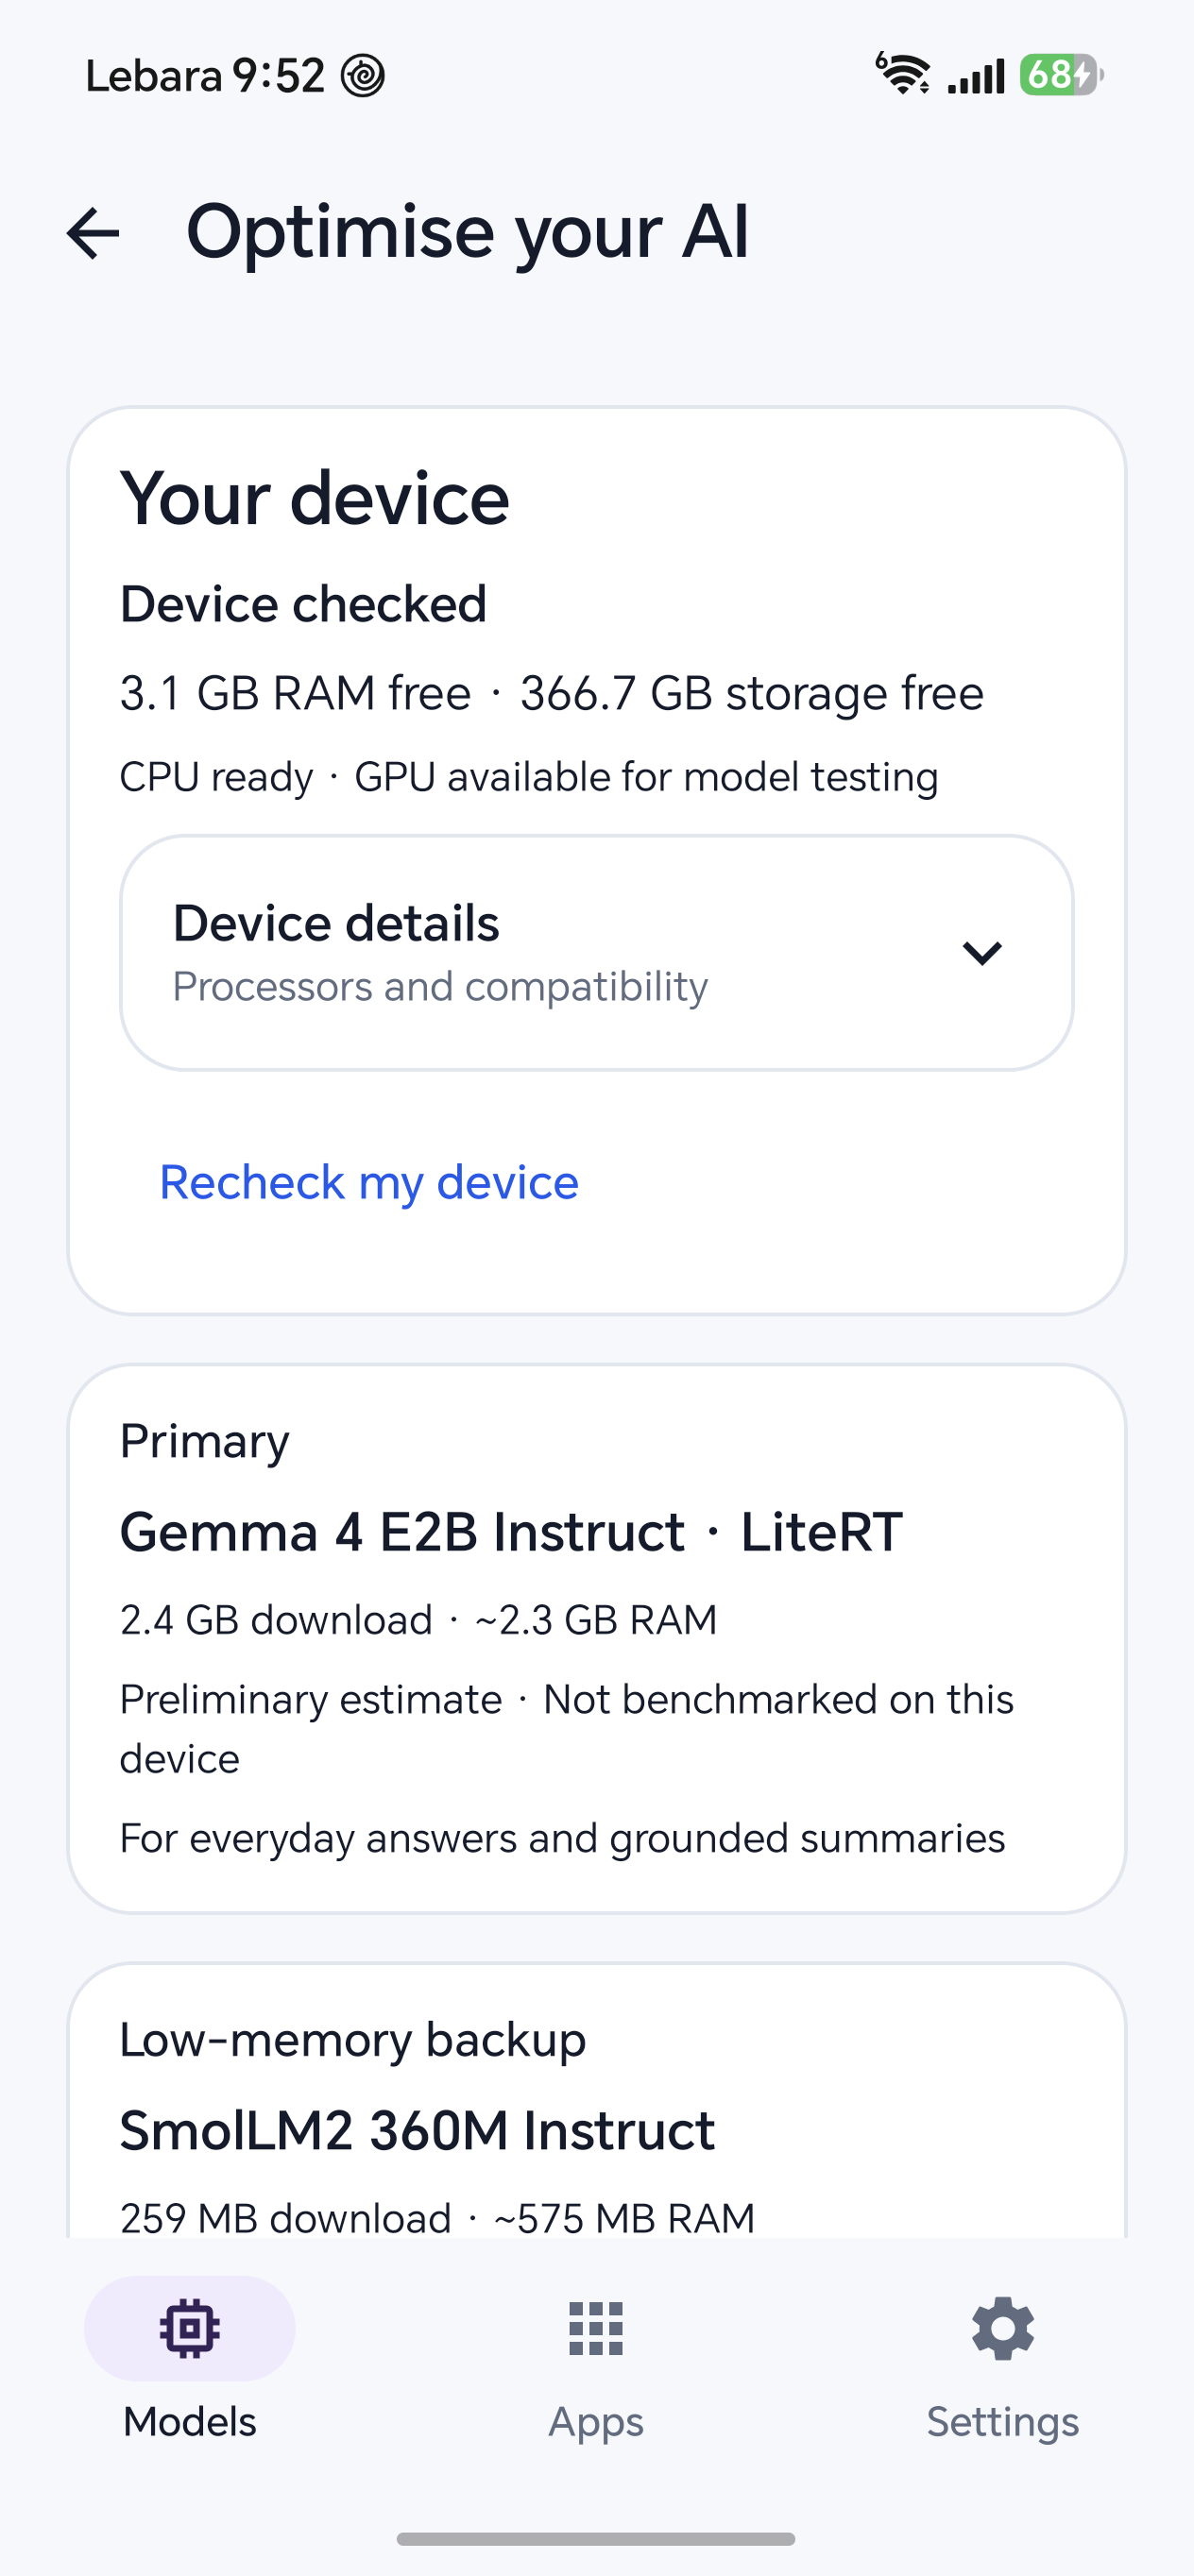 Lebara 9:52
6 68
Optimise your AI
Your device
Device checked
3.1 GB RAM free · 366.7 GB storage free
CPU ready · GPU available for model testing
Device details
Processors and compatibility
Recheck my device
Primary
Gemma 4 E2B Instruct · LiteRT
2.4 GB download · ~2.3 GB RAM
Preliminary estimate · Not benchmarked on this
device
For everyday answers and grounded summaries
Low-memory backup
SmolLM2 360M Instruct
259 MB download · ~575 MB RAM
Models
Apps
Settings